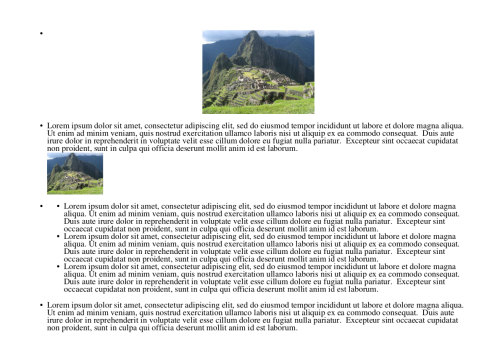 •
• Lorem ipsum dolor sit amet, consectetur adipiscing elit, sed do eiusmod tempor incididunt ut labore et dolore magna aliqua.
Ut enim ad minim veniam, quis nostrud exercitation ullamco laboris nisi ut aliquip ex ea commodo consequat. Duis aute
irure dolor in reprehenderit in voluptate velit esse cillum dolore eu fugiat nulla pariatur. Excepteur sint occaecat cupidatat
non proident, sunt in culpa qui officia deserunt mollit anim id est laborum.
• • Lorem ipsum dolor sit amet, consectetur adipiscing elit, sed do eiusmod tempor incididunt ut labore et dolore magna
aliqua. Ut enim ad minim veniam, quis nostrud exercitation ullamco laboris nisi ut aliquip ex ea commodo consequat.
Duis aute irure dolor in reprehenderit in voluptate velit esse cillum dolore eu fugiat nulla pariatur. Excepteur sint
occaecat cupidatat non proident, sunt in culpa qui officia deserunt mollit anim id est laborum.
• Lorem ipsum dolor sit amet, consectetur adipiscing elit, sed do eiusmod tempor incididunt ut labore et dolore magna
aliqua. Ut enim ad minim veniam, quis nostrud exercitation ullamco laboris nisi ut aliquip ex ea commodo consequat.
Duis aute irure dolor in reprehenderit in voluptate velit esse cillum dolore eu fugiat nulla pariatur. Excepteur sint
occaecat cupidatat non proident, sunt in culpa qui officia deserunt mollit anim id est laborum.
• Lorem ipsum dolor sit amet, consectetur adipiscing elit, sed do eiusmod tempor incididunt ut labore et dolore magna
aliqua. Ut enim ad minim veniam, quis nostrud exercitation ullamco laboris nisi ut aliquip ex ea commodo consequat.
Duis aute irure dolor in reprehenderit in voluptate velit esse cillum dolore eu fugiat nulla pariatur. Excepteur sint
occaecat cupidatat non proident, sunt in culpa qui officia deserunt mollit anim id est laborum.
• Lorem ipsum dolor sit amet, consectetur adipiscing elit, sed do eiusmod tempor incididunt ut labore et dolore magna aliqua.
Ut enim ad minim veniam, quis nostrud exercitation ullamco laboris nisi ut aliquip ex ea commodo consequat. Duis aute
irure dolor in reprehenderit in voluptate velit esse cillum dolore eu fugiat nulla pariatur. Excepteur sint occaecat cupidatat
non proident, sunt in culpa qui officia deserunt mollit anim id est laborum.